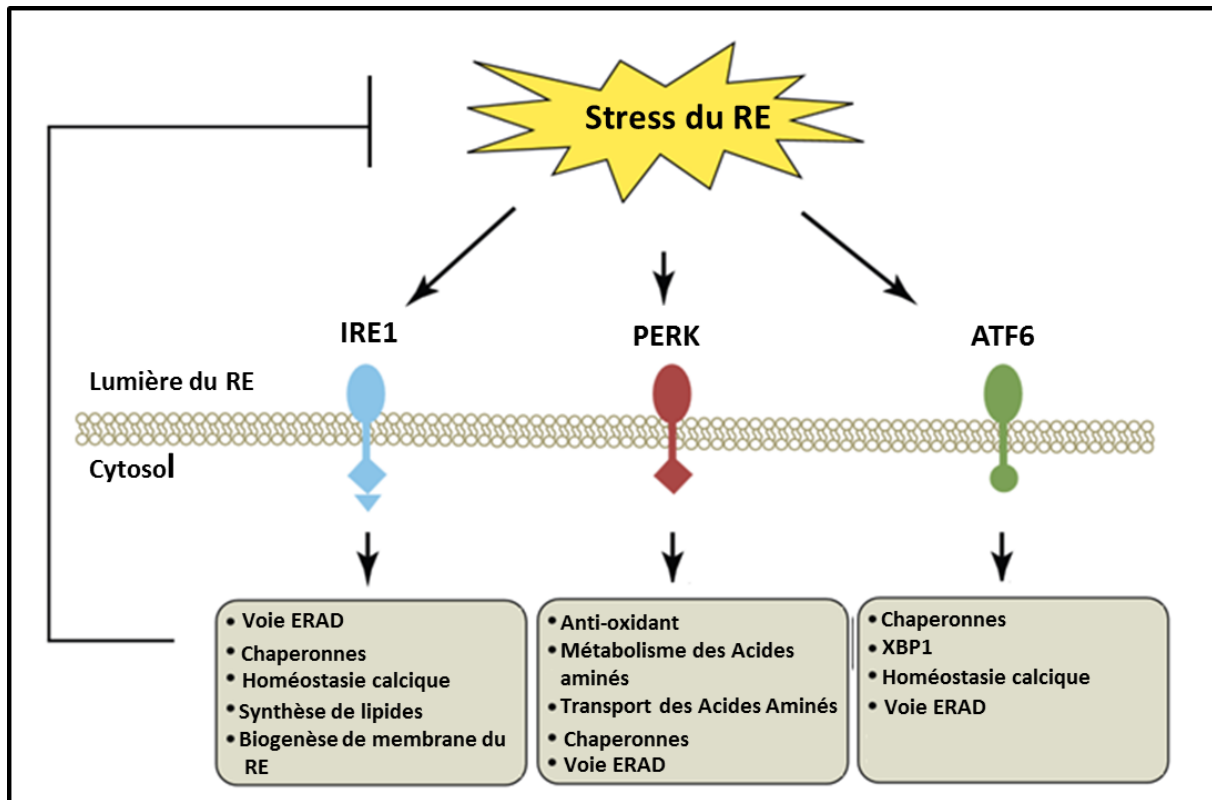 Stress du RE
IRE1
PERK
ATF6
Lumière du RE
Cytosol
• Voie ERAD
• Chaperonnes
• Homéostasie calcique
• Synthèse de lipides
• Biogenèse de membrane du
RE
• Anti-oxidant
• Métabolisme des Acides
aminés
• Transport des Acides Aminés
• Chaperonnes
• Voie ERAD
• Chaperonnes
• XBP1
• Homéostasie calcique
• Voie ERAD